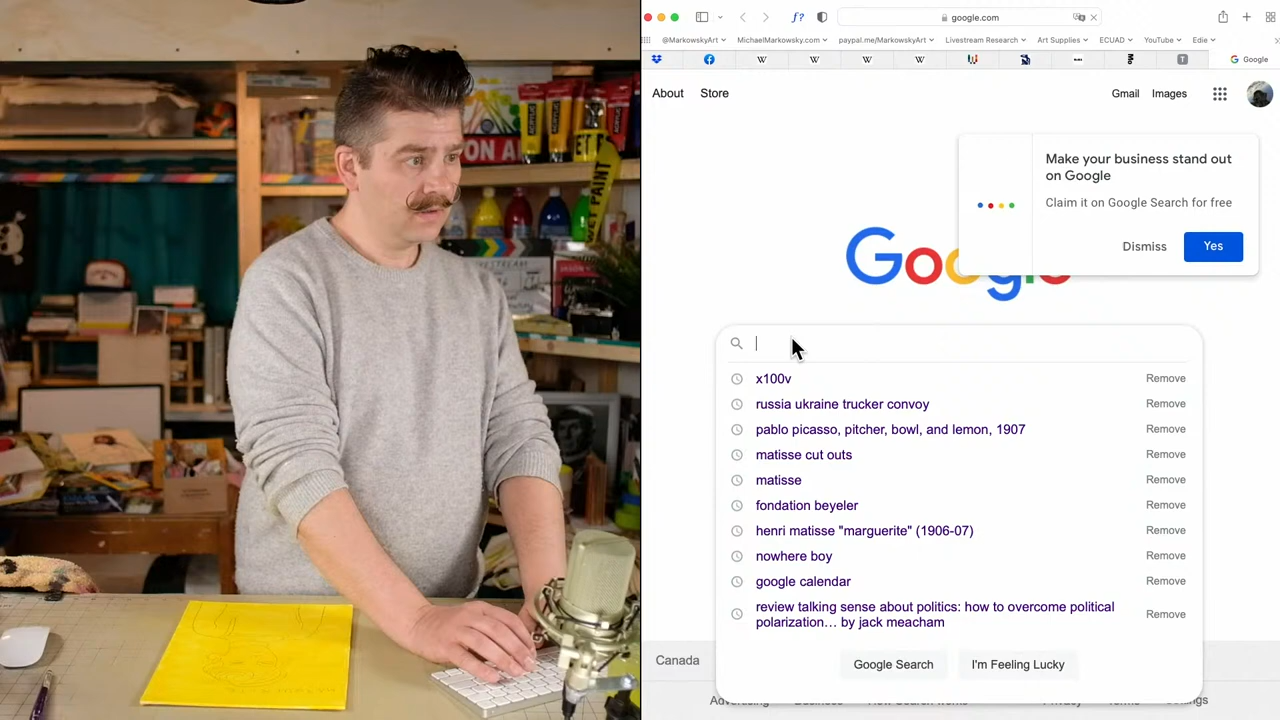 google.com
@MarkowskyArt
MichaelMarkowsky.com
paypal.me/MarkowskyArt
Livestream Research
Art Supplies
ECUAD
YouTube
Edie
W
W
W
W
T
Google
About
Store
Gmail
Images
Make your business stand out
on Google
Claim it on Google Search for free
Dismiss
Yes
Google
x100v
Remove
russia ukraine trucker convoy
Remove
pablo picasso, pitcher, bowl, and lemon, 1907
Remove
matisse cut outs
Remove
matisse
Remove
fondation beyeler
Remove
henri matisse "marguerite" (1906-07)
Remove
nowhere boy
Remove
google calendar
Remove
review talking sense about politics: how to overcome political
polarization… by jack meacham
Remove
Canada
Google Search
I'm Feeling Lucky